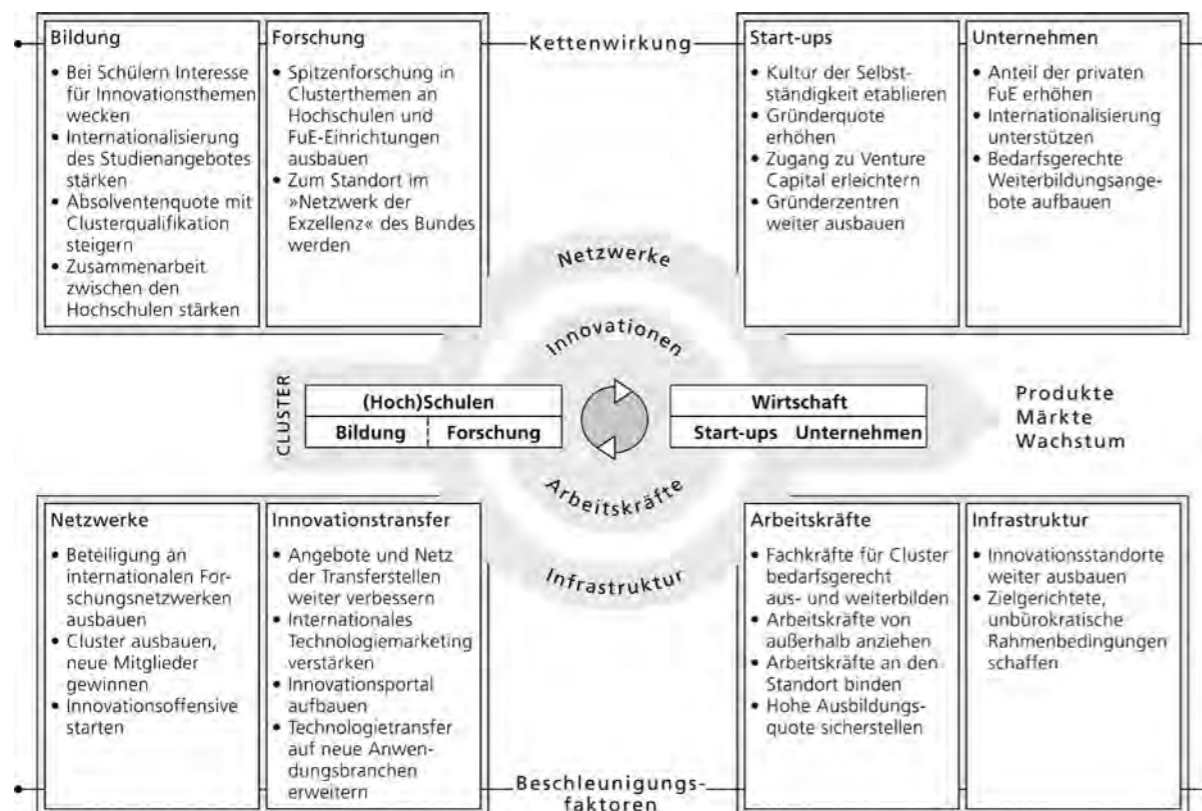 Bildung
• Bei Schülern Interesse
für Innovationsthemen
wecken
• Internationalisierung
des Studienangebotes
stärken
• Absolventenquote mit
Clusterqualifikation
steigern
• Zusammenarbeit
zwischen den
Hochschulen stärken
Forschung
• Spitzenforschung in
Clusterthemen an
Hochschulen und
FuE-Einrichtungen
ausbauen
• Zum Standort im
»Netzwerk der
Exzellenz« des Bundes
werden
Kettenwirkung
Start-ups
• Kultur der Selbst-
ständigkeit etablieren
• Gründerquote
erhöhen
• Zugang zu Venture
Capital erleichtern
• Gründerzentren
weiter ausbauen
Unternehmen
• Anteil der privaten
FuE erhöhen
• Internationalisierung
unterstützen
• Bedarfsgerechte
Weiterbildungsange-
bote aufbauen
Netzwerke
Innovationen
CLUSTER
(Hoch)Schulen
Bildung Forschung
Wirtschaft
Start-ups Unternehmen
Produkte
Märkte
Wachstum
Arbeitskräfte
Infrastruktur
Netzwerke
• Beteiligung an
internationalen For-
schungsnetzwerken
ausbauen
• Cluster ausbauen,
neue Mitglieder
gewinnen
• Innovationsoffensive
starten
Innovationstransfer
• Angebote und Netz
der Transferstellen
weiter verbessern
• Internationales
Technologiemarketing
verstärken
• Innovationsportal
aufbauen
• Technologietransfer
auf neue Anwen-
dungsbranchen
erweitern
Beschleunigungs-
faktoren
Arbeitskräfte
• Fachkräfte für Cluster
bedarfsgerecht
aus- und weiterbilden
• Arbeitskräfte von
außerhalb anziehen
• Arbeitskräfte an den
Standort binden
• Hohe Ausbildungs-
quote sicherstellen
Infrastruktur
• Innovationsstandorte
weiter ausbauen
• Zielgerichtete,
unbürokratische
Rahmenbedingungen
schaffen